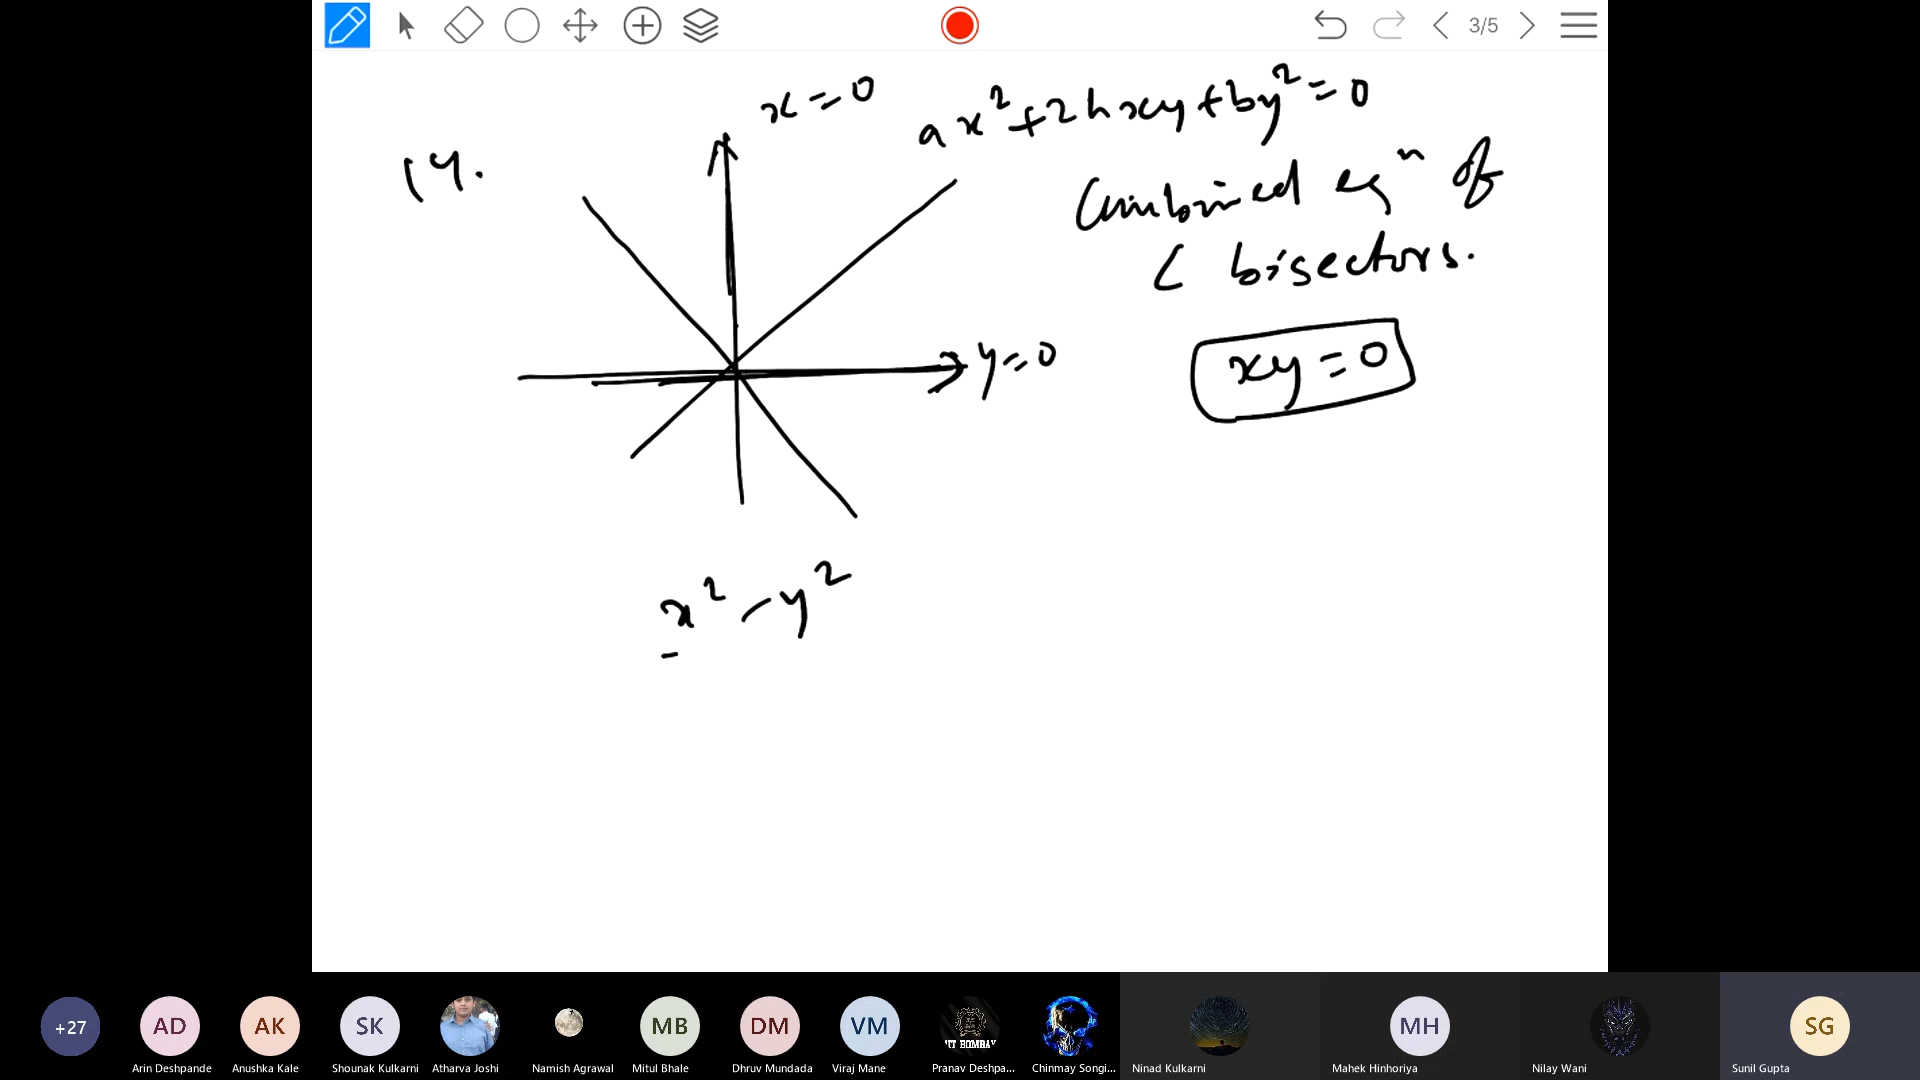 3/5
x=0
ax²+2hxy+by²=0
14.
Combined eqⁿ of
∠ bisectors.
y=0
xy=0
x²-y²
+27
AD
AK
SK
MB
DM
VM
IT BOMBAY
MH
SG
Arin Deshpande
Anushka Kale
Shounak Kulkarni
Atharva Joshi
Namish Agrawal
Mitul Bhale
Dhruv Mundada
Viraj Mane
Pranav Deshpa...
Chinmay Songi...
Ninad Kulkarni
Mahek Hinhoriya
Nilay Wani
Sunil Gupta